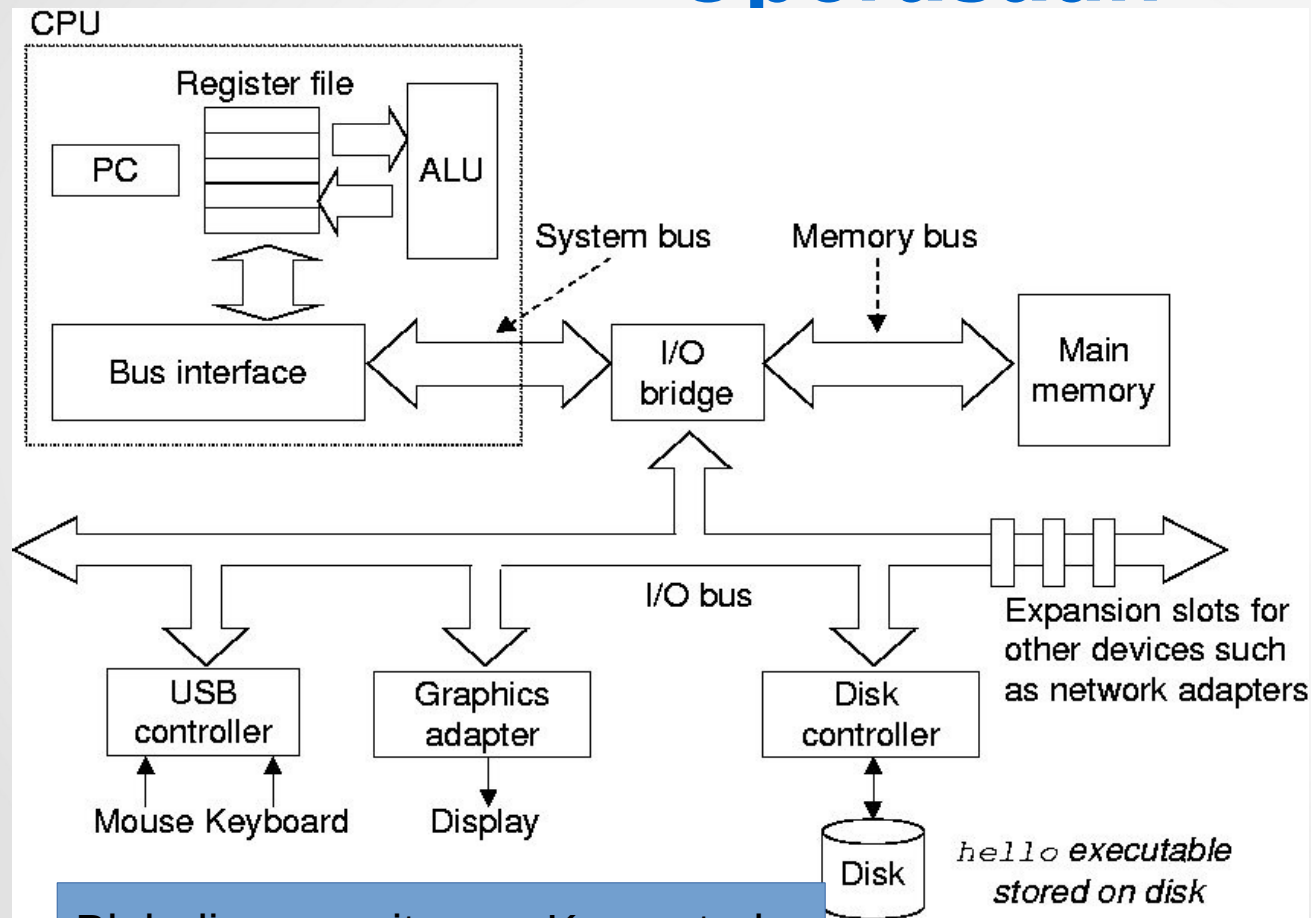 CPU
Register file
PC
ALU
System bus
Memory bus
Bus interface
I/O
bridge
Main
memory
I/O bus
Expansion slots for
other devices such
as network adapters
USB
controller
Graphics
adapter
Disk
controller
Mouse Keyboard
Display
Disk
hello executable
stored on disk